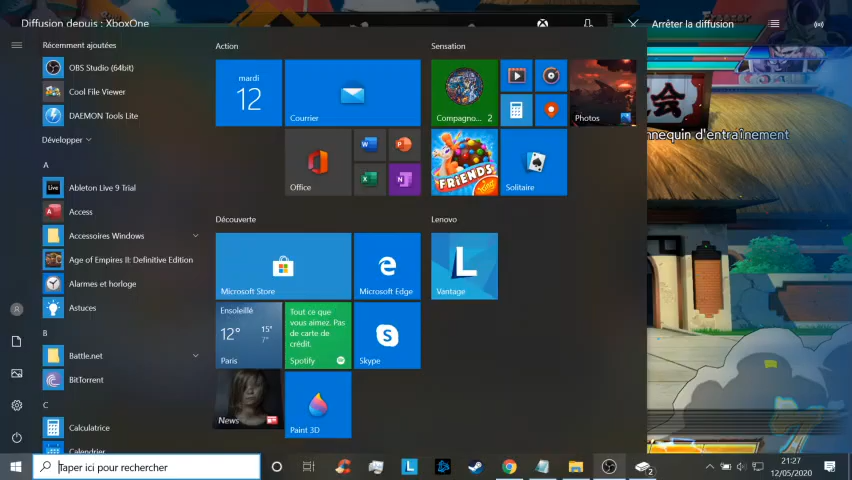 Diffusion depuis : XboxOne
Arrêter la diffusion
Récemment ajoutées
OBS Studio (64bit)
Cool File Viewer
DAEMON Tools Lite
Développer
A
Live
Ableton Live 9 Trial
Access
Accessoires Windows
Age of Empires II: Definitive Edition
Alarmes et horloge
Astuces
B
Battle.net
BitTorrent
C
Calculatrice
Calendrier
Action
mardi
12
Courrier
Office
Sensation
Compagno... 2
Photos
FRIENDS
Solitaire
Découverte
Microsoft Store
Microsoft Edge
Ensoleillé
12° 15°
7°
Paris
Tout ce que
vous aimez. Pas
de carte de
crédit.
Spotify
Skype
News
Paint 3D
Lenovo
L
Vantage
会
nnequin d'entraînement
Taper ici pour rechercher
L
2
21:27
12/05/2020